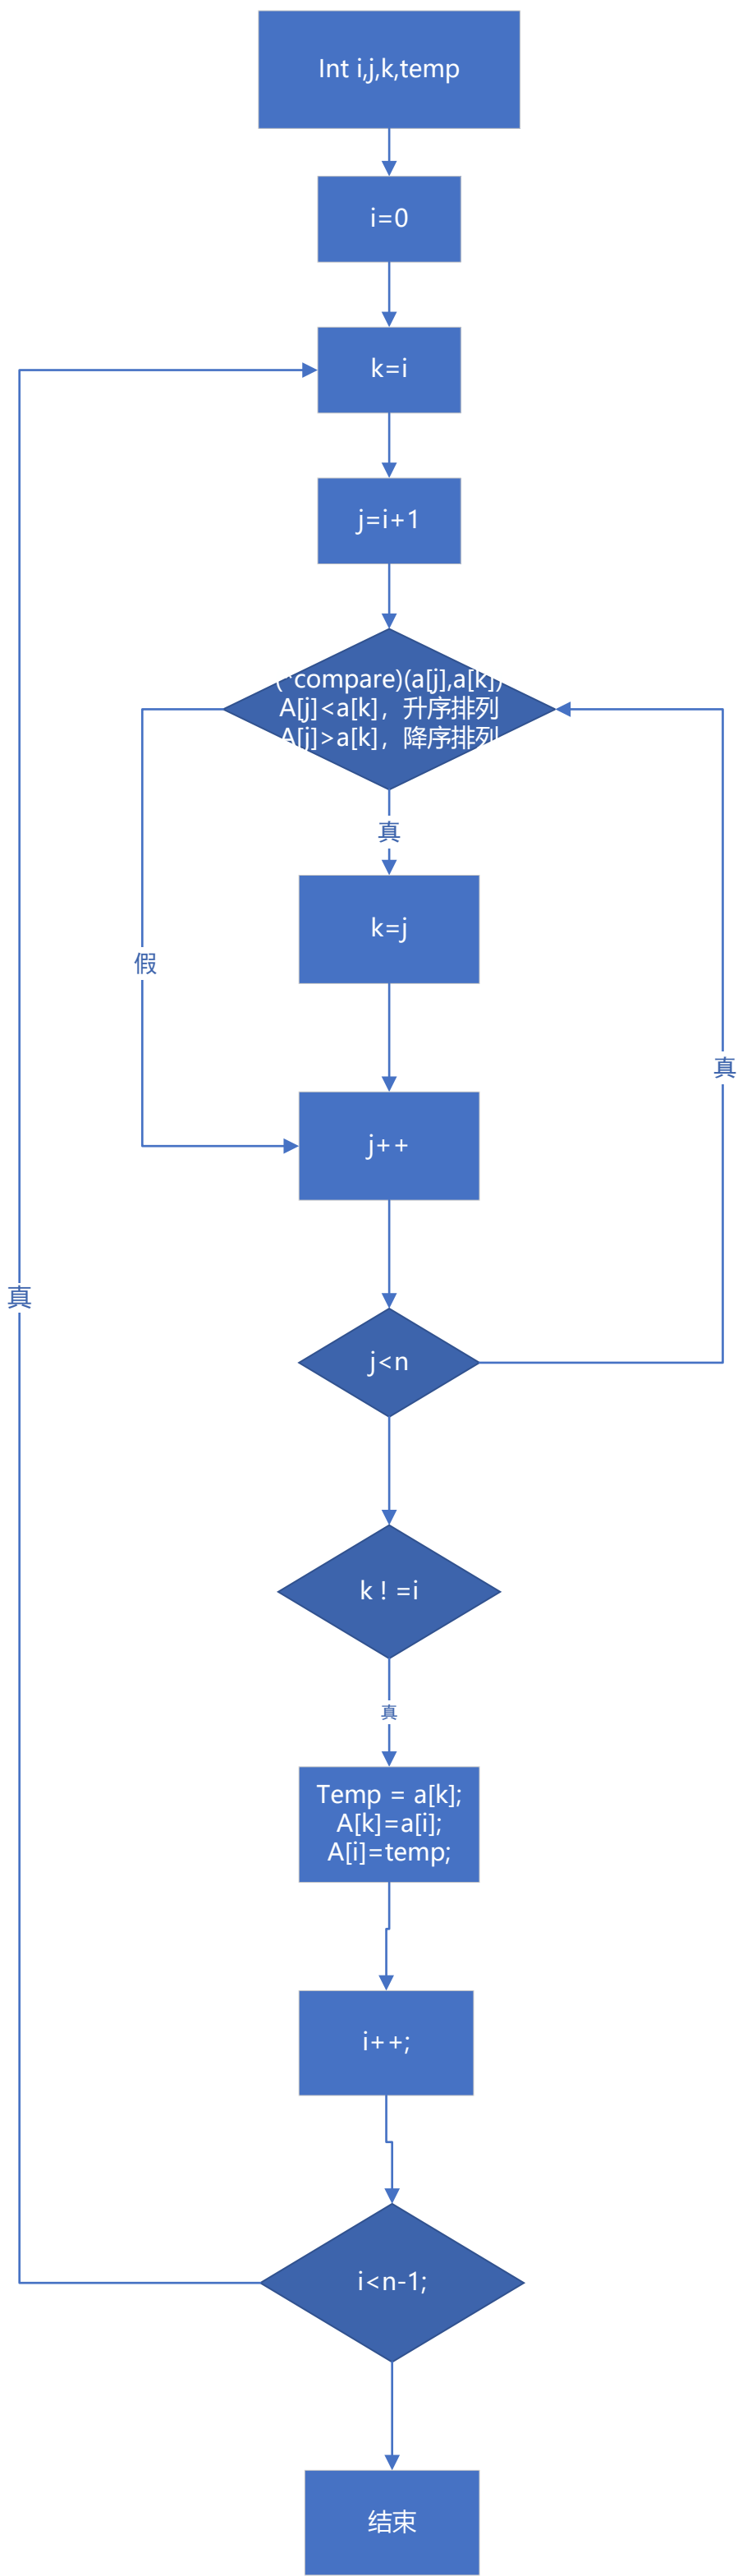 Int i,j,k,temp
i=0
k=i
j=i+1
(*compare)(a[j],a[k])
A[j]<a[k]，升序排列
A[j]>a[k]，降序排列
真
k=j
假
真
j++
真
j<n
k！=i
真
Temp = a[k];
A[k]=a[i];
A[i]=temp;
i++;
i<n-1;
结束